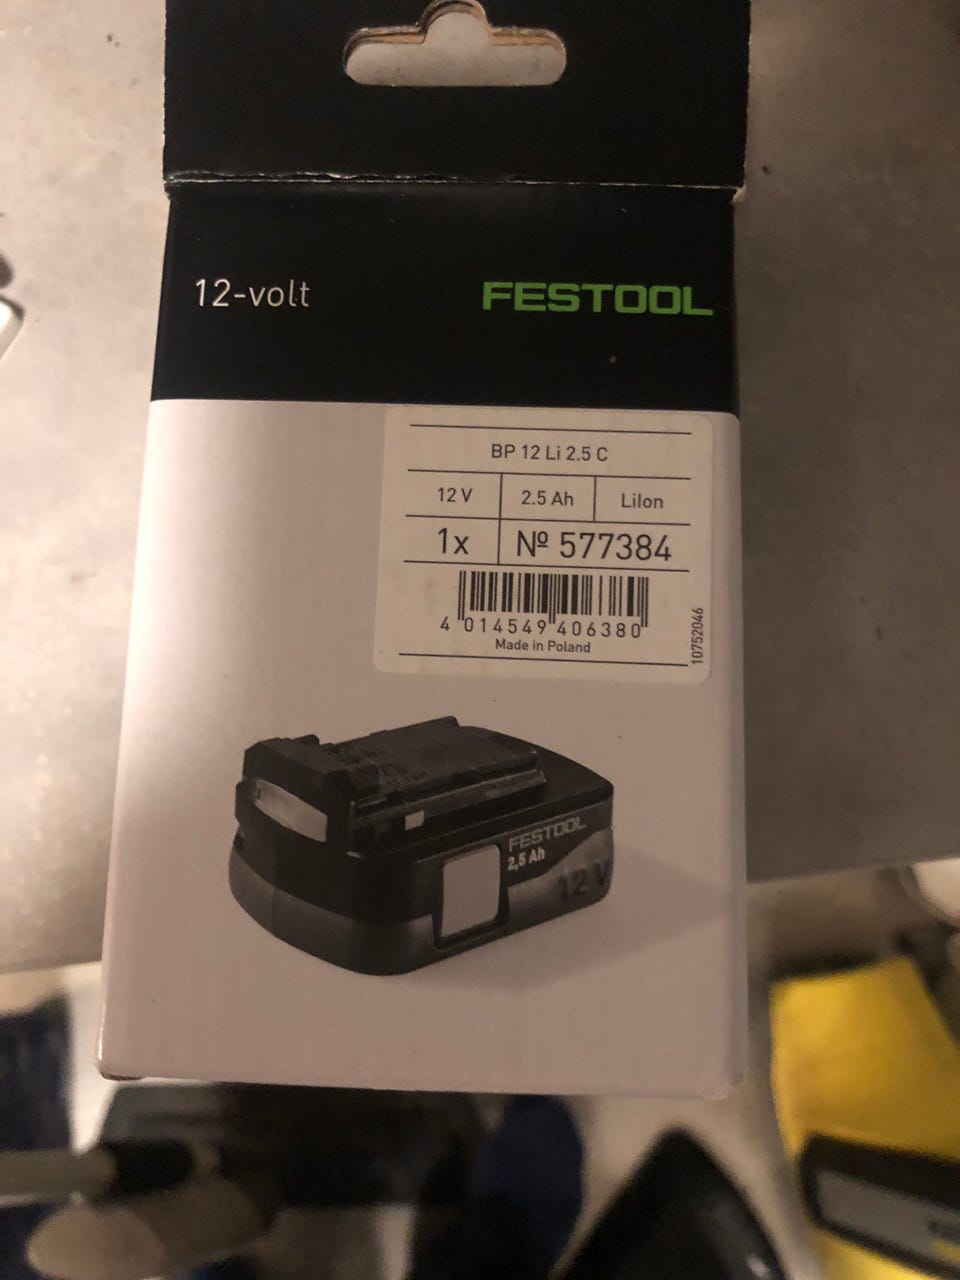 12-volt
FESTOOL
BP 12 Li 2.5 C
12 V 2.5 Ah LiIon
1x Nº 577384
4 014549 406380
Made in Poland
10752046
FESTOOL
2,5 Ah
12 V